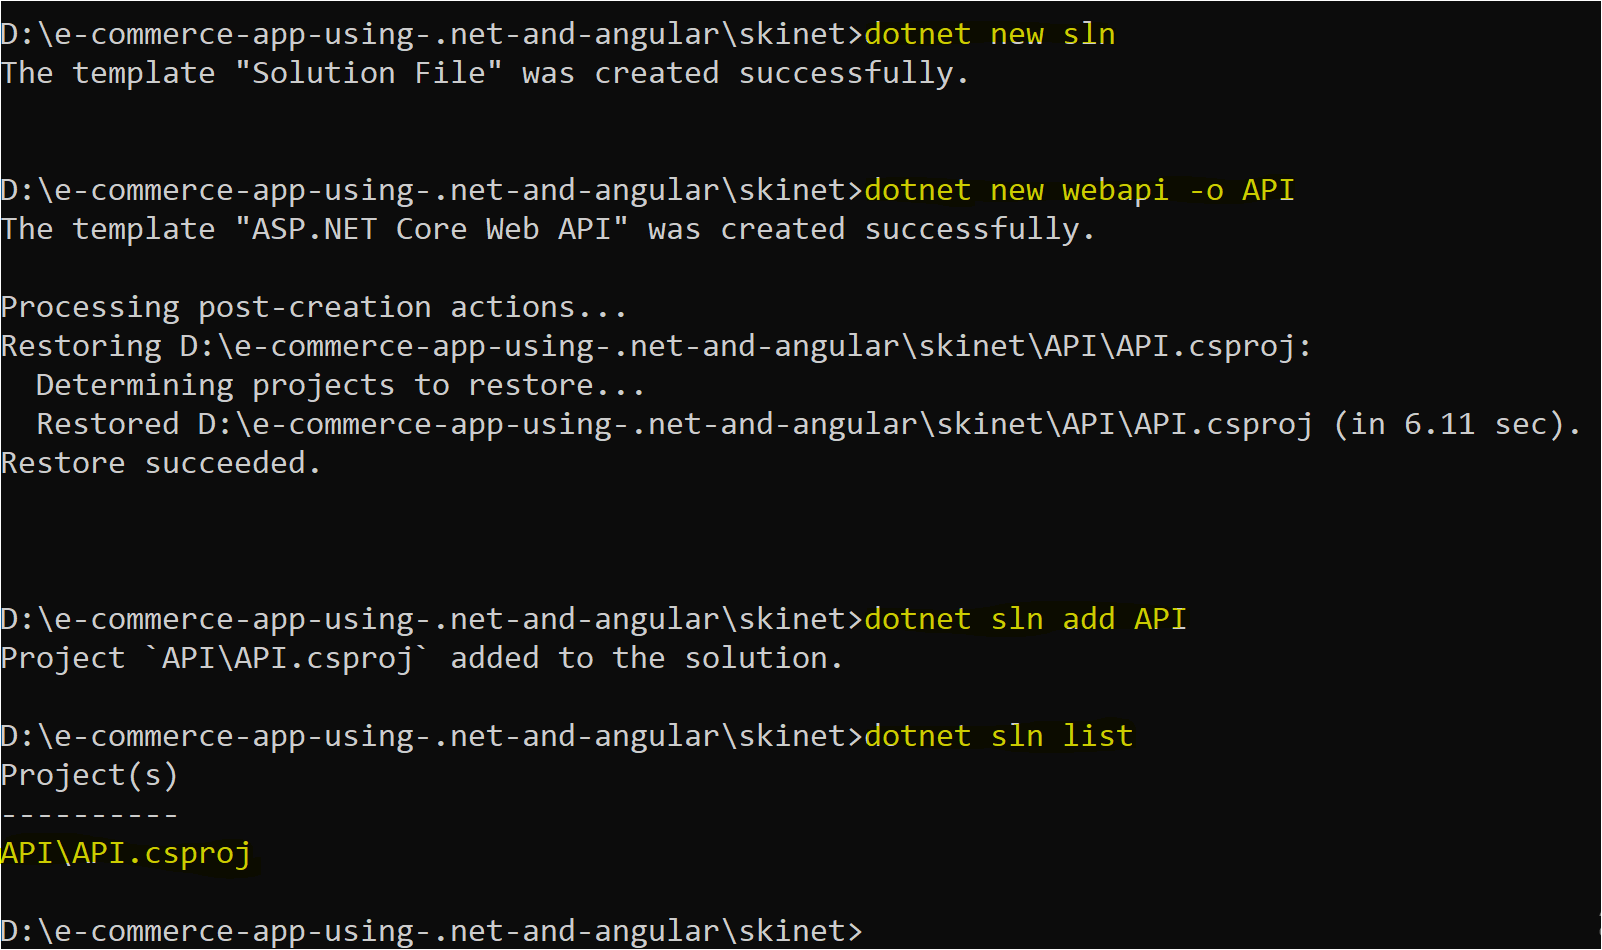 D:\e-commerce-app-using-.net-and-angular\skinet>dotnet new sln
The template "Solution File" was created successfully.
D:\e-commerce-app-using-.net-and-angular\skinet>dotnet new webapi -o API
The template "ASP.NET Core Web API" was created successfully.
Processing post-creation actions...
Restoring D:\e-commerce-app-using-.net-and-angular\skinet\API\API.csproj:
  Determining projects to restore...
  Restored D:\e-commerce-app-using-.net-and-angular\skinet\API\API.csproj (in 6.11 sec).
Restore succeeded.
D:\e-commerce-app-using-.net-and-angular\skinet>dotnet sln add API
Project `API\API.csproj` added to the solution.
D:\e-commerce-app-using-.net-and-angular\skinet>dotnet sln list
Project(s)
----------
API\API.csproj
D:\e-commerce-app-using-.net-and-angular\skinet>